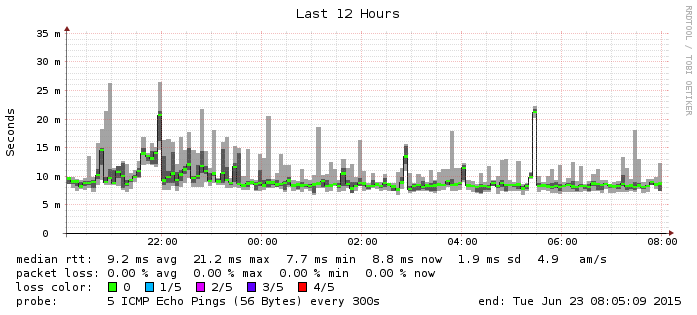 Last 12 Hours
RRDTOOL / TOBI OETIKER
Seconds
35 m
30 m
25 m
20 m
15 m
10 m
5 m
0
22:00 00:00 02:00 04:00 06:00 08:00
median rtt: 9.2 ms avg 21.2 ms max 7.7 ms min 8.8 ms now 1.9 ms sd 4.9 am/s
packet loss: 0.00 % avg 0.00 % max 0.00 % min 0.00 % now
loss color: 0 1/5 2/5 3/5 4/5
probe: 5 ICMP Echo Pings (56 Bytes) every 300s end: Tue Jun 23 08:05:09 2015